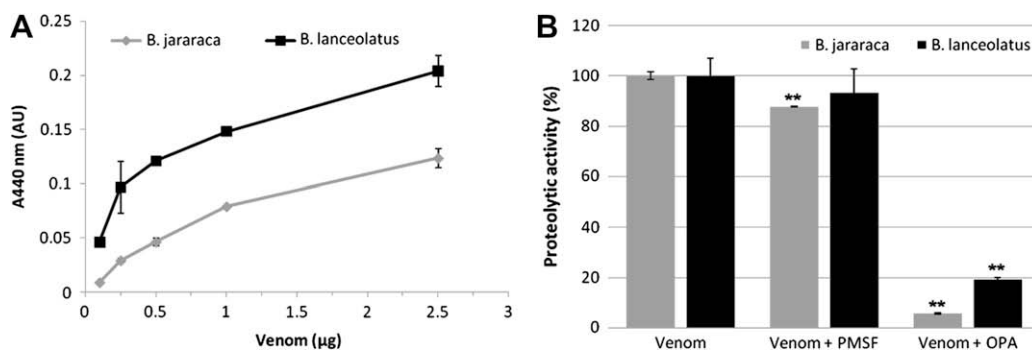 A
B. jararaca
B. lanceolatus
A440 nm (AU)
0.25
0.2
0.15
0.1
0.05
0
0 0.5 1 1.5 2 2.5 3
Venom (µg)
B
B. jararaca
B. lanceolatus
Proteolytic activity (%)
120
100
80
60
40
20
0
**
**
**
Venom Venom + PMSF Venom + OPA